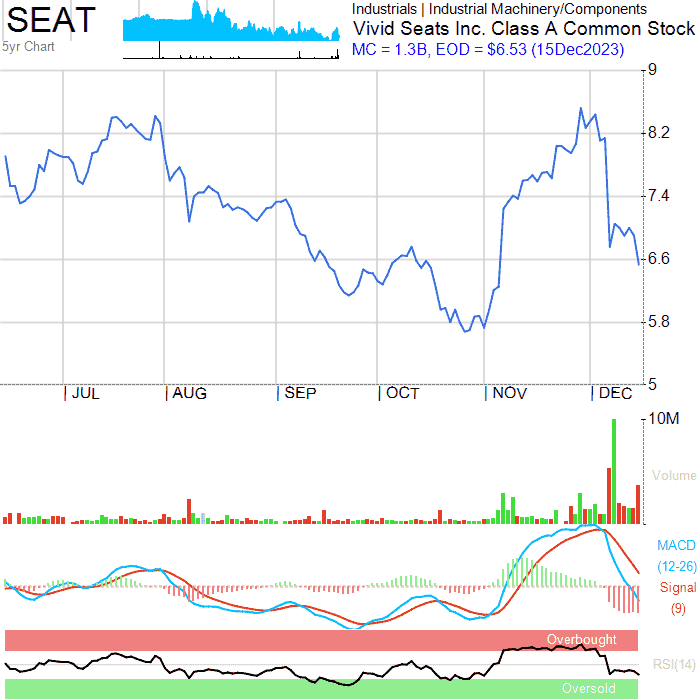 SEAT
5yr Chart
Industrials | Industrial Machinery/Components
Vivid Seats Inc. Class A Common Stock
MC = 1.3B, EOD = $6.53 (15Dec2023)
9
8.2
7.4
6.6
5.8
5
| JUL | AUG | SEP | OCT | NOV | DEC
10M
Volume
MACD
(12-26)
Signal
(9)
Overbought
RSI(14)
Oversold